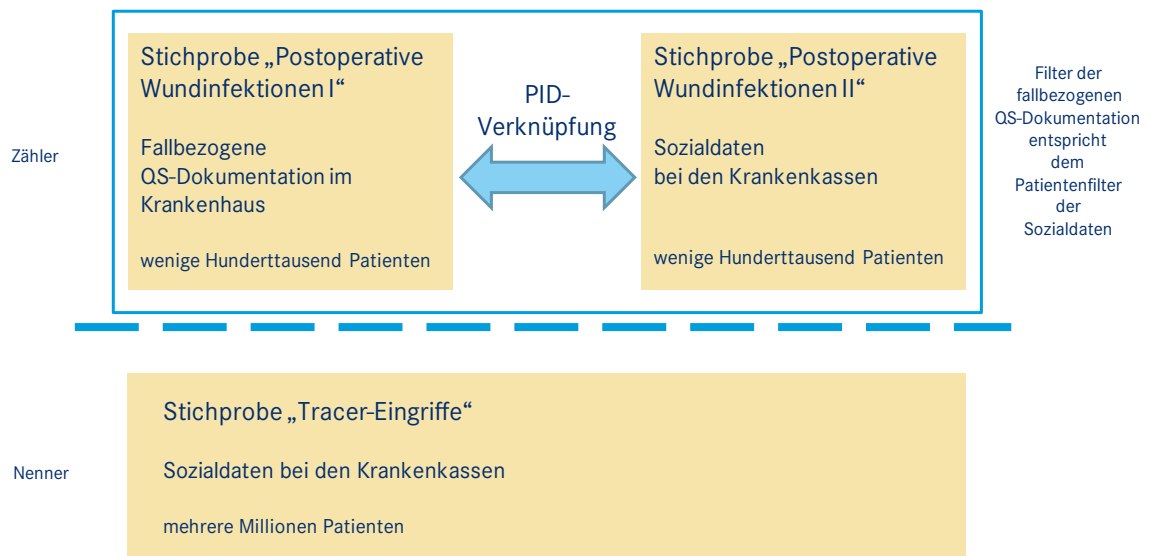 Zähler
Stichprobe „Postoperative
Wundinfektionen I“
Fallbezogene
QS-Dokumentation im
Krankenhaus
wenige Hunderttausend Patienten
PID-
Verknüpfung
Stichprobe „Postoperative
Wundinfektionen II“
Sozialdaten
bei den Krankenkassen
wenige Hunderttausend Patienten
Filter der
fallbezogenen
QS-Dokumentation
entspricht
dem
Patientenfilter
der
Sozialdaten
Nenner
Stichprobe „Tracer-Eingriffe“
Sozialdaten bei den Krankenkassen
mehrere Millionen Patienten